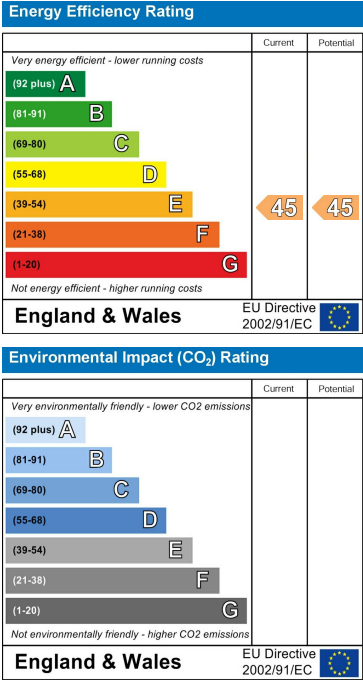 Energy Efficiency Rating
Current Potential
Very energy efficient - lower running costs
(92 plus) A
(81-91) B
(69-80) C
(55-68) D
(39-54) E 45 45
(21-38) F
(1-20) G
Not energy efficient - higher running costs
England & Wales EU Directive
2002/91/EC
Environmental Impact (CO₂) Rating
Current Potential
Very environmentally friendly - lower CO2 emissions
(92 plus) A
(81-91) B
(69-80) C
(55-68) D
(39-54) E
(21-38) F
(1-20) G
Not environmentally friendly - higher CO2 emissions
England & Wales EU Directive
2002/91/EC